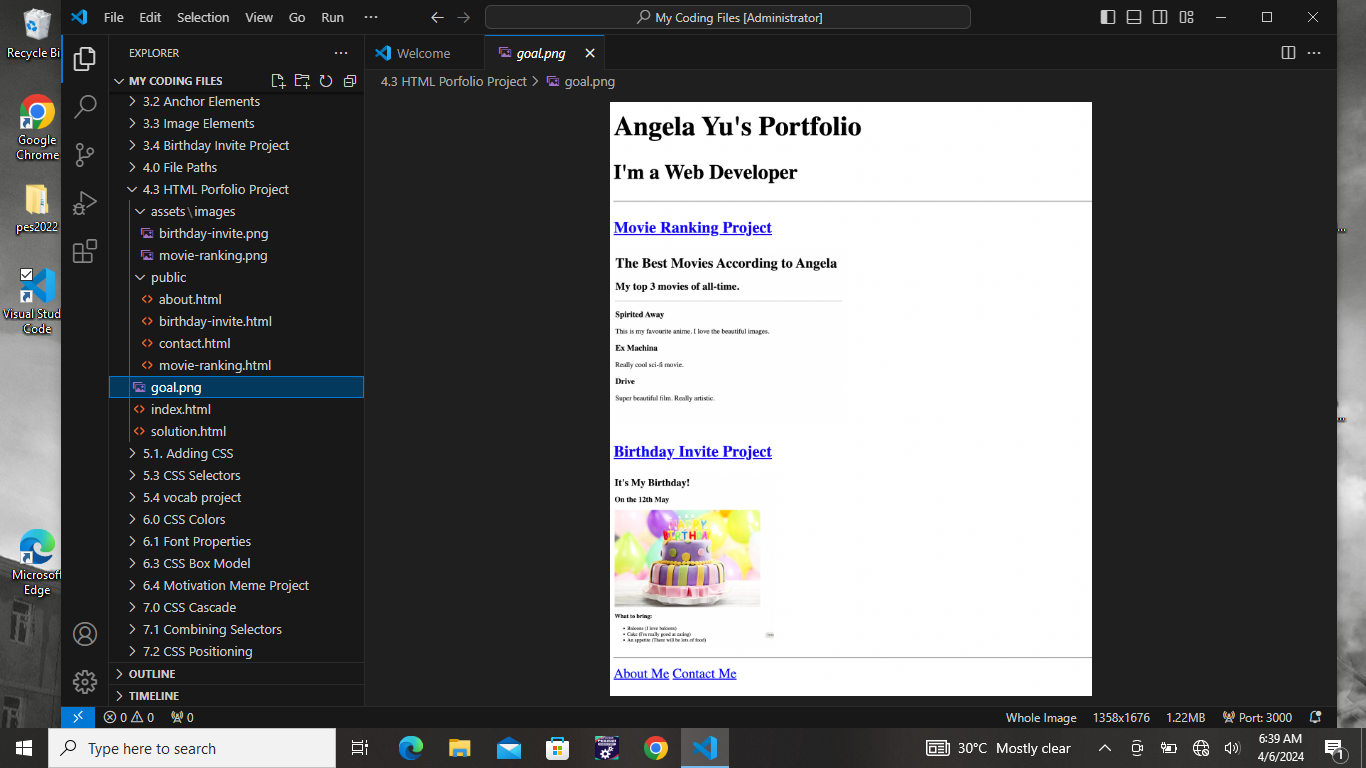 Recycle Bi
Google
Chrome
pes2022
Visual Stud
Code
Microsoft
Edge
File Edit Selection View Go Run ···
My Coding Files [Administrator]
EXPLORER
MY CODING FILES
3.2 Anchor Elements
3.3 Image Elements
3.4 Birthday Invite Project
4.0 File Paths
4.3 HTML Porfolio Project
assets\images
birthday-invite.png
movie-ranking.png
public
about.html
birthday-invite.html
contact.html
movie-ranking.html
goal.png
index.html
solution.html
5.1. Adding CSS
5.3 CSS Selectors
5.4 vocab project
6.0 CSS Colors
6.1 Font Properties
6.3 CSS Box Model
6.4 Motivation Meme Project
7.0 CSS Cascade
7.1 Combining Selectors
7.2 CSS Positioning
OUTLINE
TIMELINE
Welcome
goal.png
4.3 HTML Porfolio Project > goal.png
Angela Yu's Portfolio
I'm a Web Developer
Movie Ranking Project
The Best Movies According to Angela
My top 3 movies of all-time.
Spirited Away
This is my favourite anime. I love the beautiful images.
Ex Machina
Really cool sci-fi movie.
Drive
Super beautiful film. Really artistic.
Birthday Invite Project
It's My Birthday!
On the 12th May
HAPPY
BIRTHDAY
What to bring:
Baloons (I love baloons)
Cake (I'm really good at eating)
An appetite (There will be lots of food)
About Me Contact Me
0 0 0
Whole Image 1358x1676 1.22MB Port: 3000
Type here to search
30°C Mostly clear
6:39 AM
4/6/2024
1